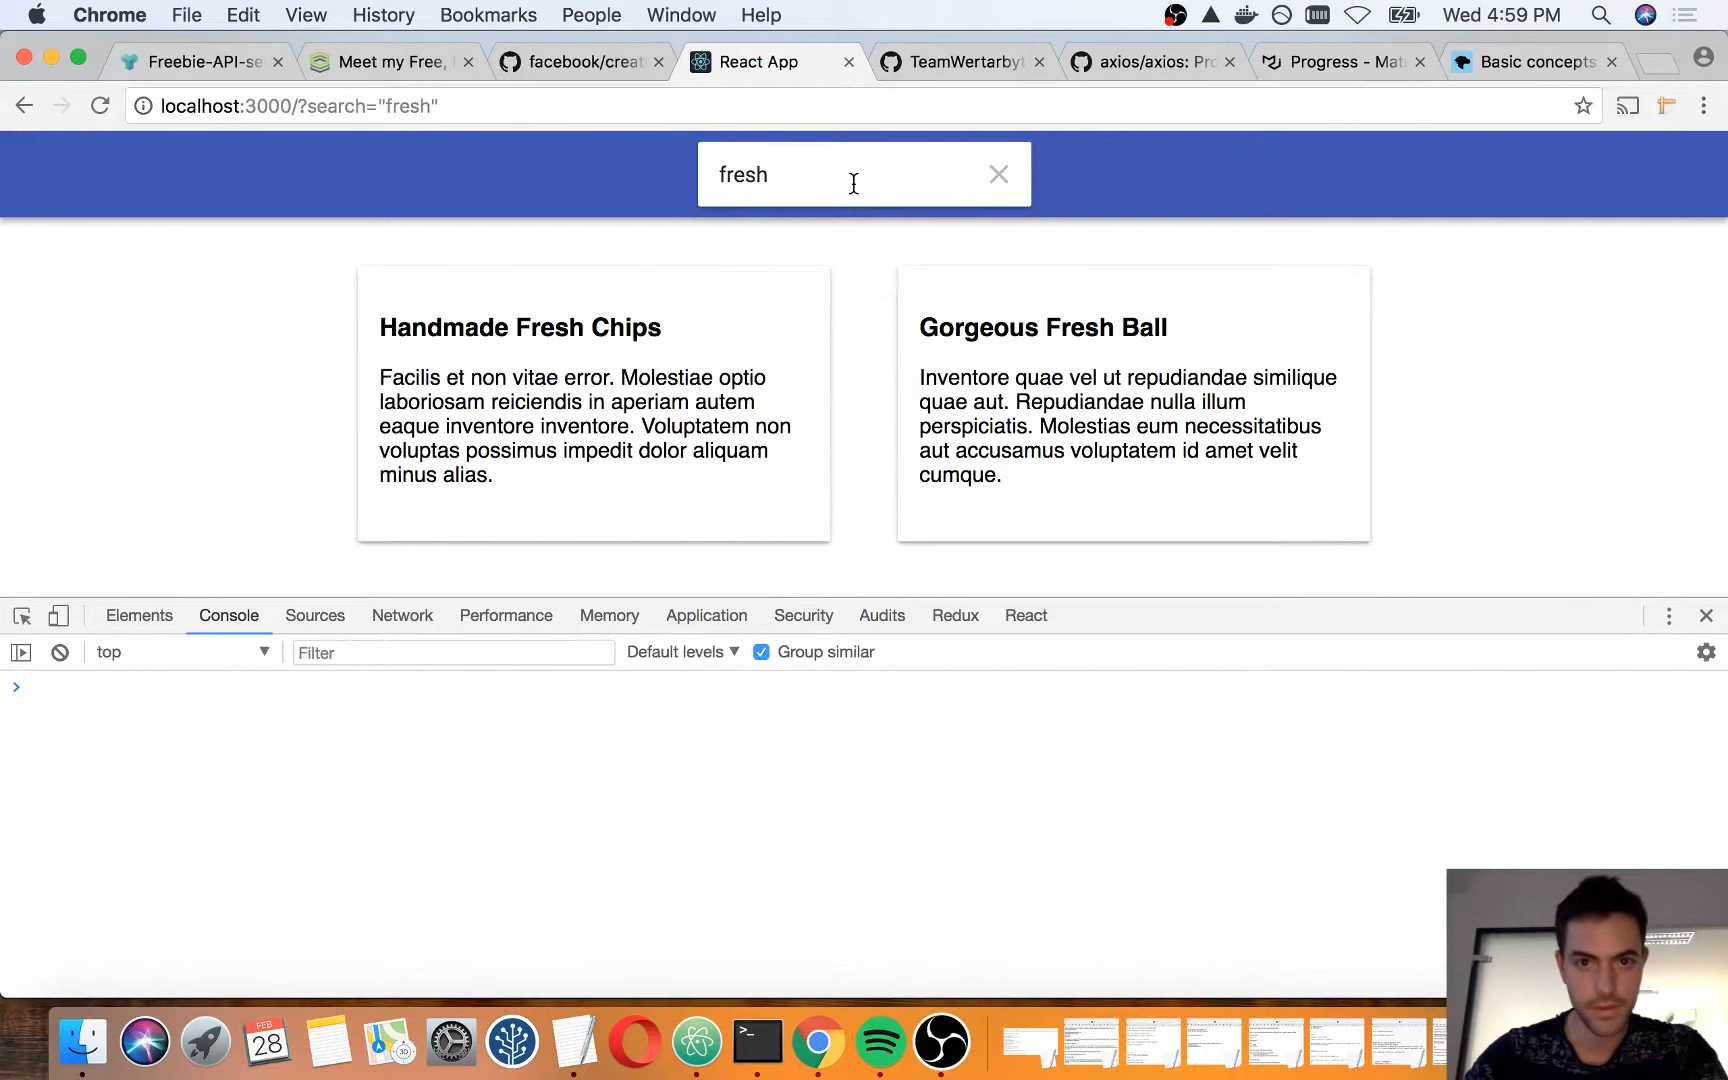 Chrome File Edit View History Bookmarks People Window Help Wed 4:59 PM
Freebie-API-se Meet my Free, facebook/creat React App TeamWertarbyt axios/axios: Pro Progress - Mate Basic concepts
localhost:3000/?search="fresh"
fresh
Handmade Fresh Chips
Facilis et non vitae error. Molestiae optio
laboriosam reiciendis in aperiam autem
eaque inventore inventore. Voluptatem non
voluptas possimus impedit dolor aliquam
minus alias.
Gorgeous Fresh Ball
Inventore quae vel ut repudiandae similique
quae aut. Repudiandae nulla illum
perspiciatis. Molestias eum necessitatibus
aut accusamus voluptatem id amet velit
cumque.
Elements Console Sources Network Performance Memory Application Security Audits Redux React
top Filter Default levels Group similar
FEB
28